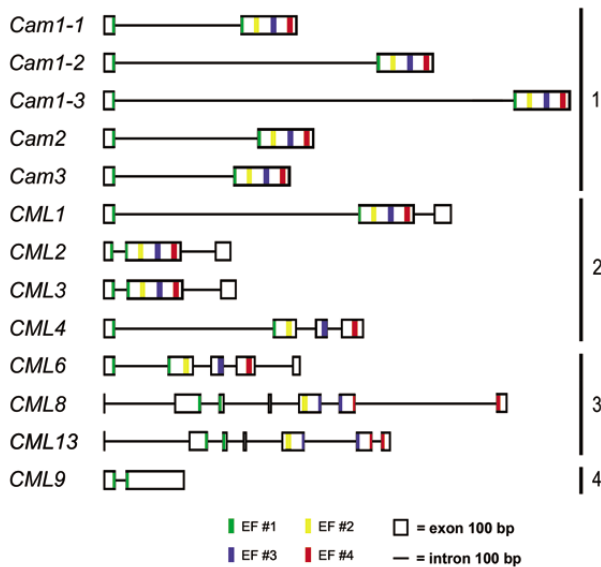 Cam1-1
Cam1-2
Cam1-3
Cam2
Cam3
1
CML1
CML2
CML3
CML4
2
CML6
CML8
CML13
3
CML9
4
EF #1 EF #2 = exon 100 bp
EF #3 EF #4 = intron 100 bp